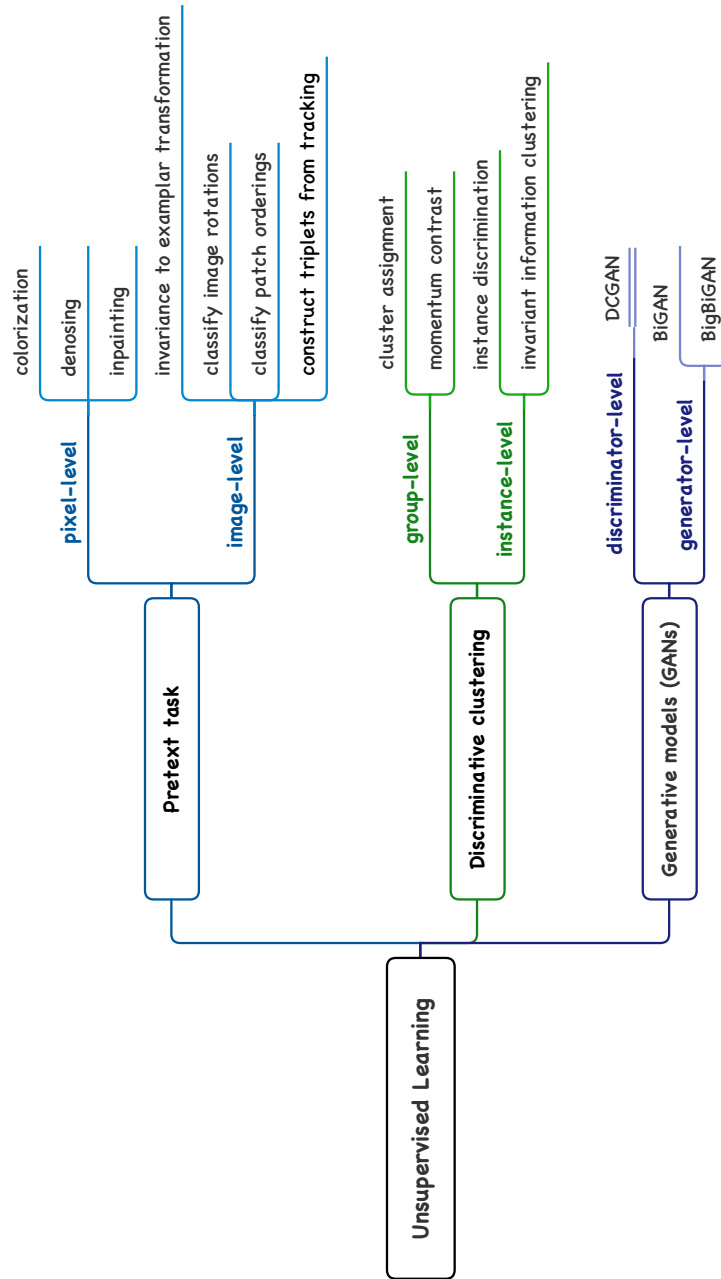 Unsupervised Learning
Pretext task
pixel-level
colorization
denosing
inpainting
image-level
invariance to examplar transformation
classify image rotations
classify patch orderings
construct triplets from tracking
Discriminative clustering
group-level
cluster assignment
momentum contrast
instance-level
instance discrimination
invariant information clustering
Generative models (GANs)
discriminator-level
DCGAN
generator-level
BiGAN
BigBiGAN